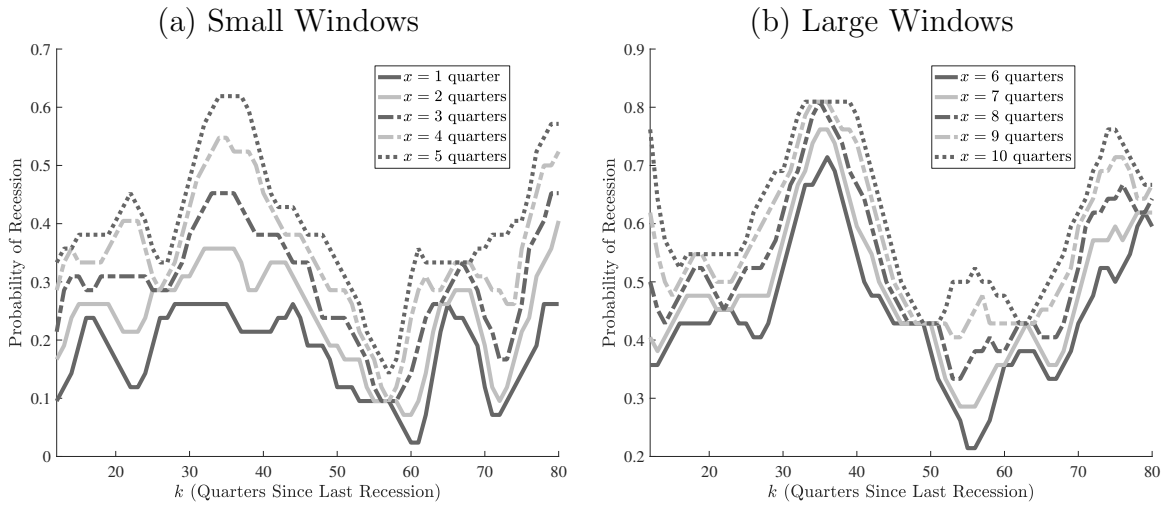 (a) Small Windows
Probability of Recession
0.7
0.6
0.5
0.4
0.3
0.2
0.1
0
x = 1 quarter
x = 2 quarters
x = 3 quarters
x = 4 quarters
x = 5 quarters
20 30 40 50 60 70 80
k (Quarters Since Last Recession)
(b) Large Windows
Probability of Recession
0.9
0.8
0.7
0.6
0.5
0.4
0.3
0.2
x = 6 quarters
x = 7 quarters
x = 8 quarters
x = 9 quarters
x = 10 quarters
20 30 40 50 60 70 80
k (Quarters Since Last Recession)